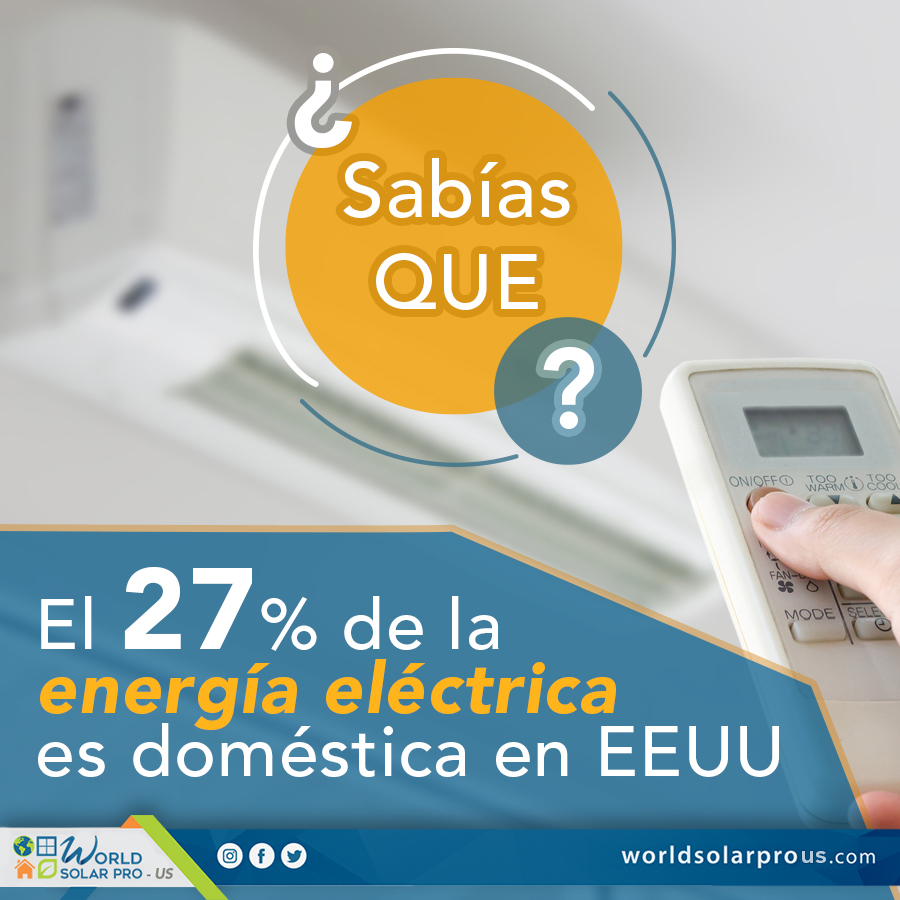 ¿
Sabías
QUE
?
ON/OFF
TOO
WARM
TOO
COOL
FAN
MODE
El 27% de la
energía eléctrica
es doméstica en EEUU
WORLD
SOLAR PRO - US
worldsolarprous.com